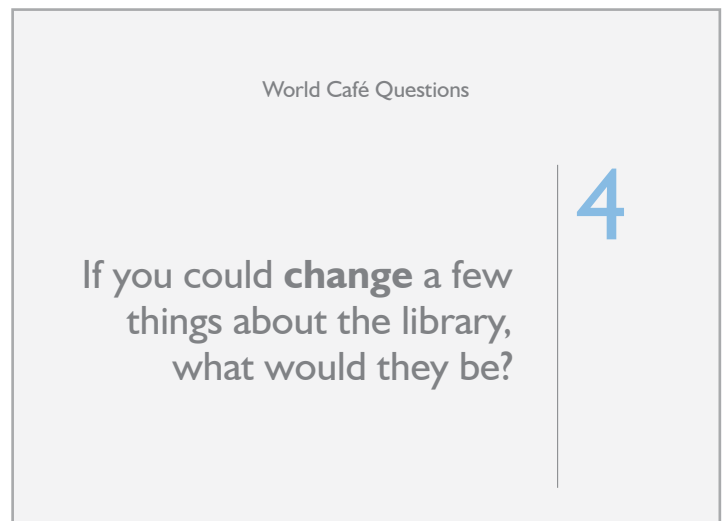 World Café Questions
4
If you could change a few
things about the library,
what would they be?